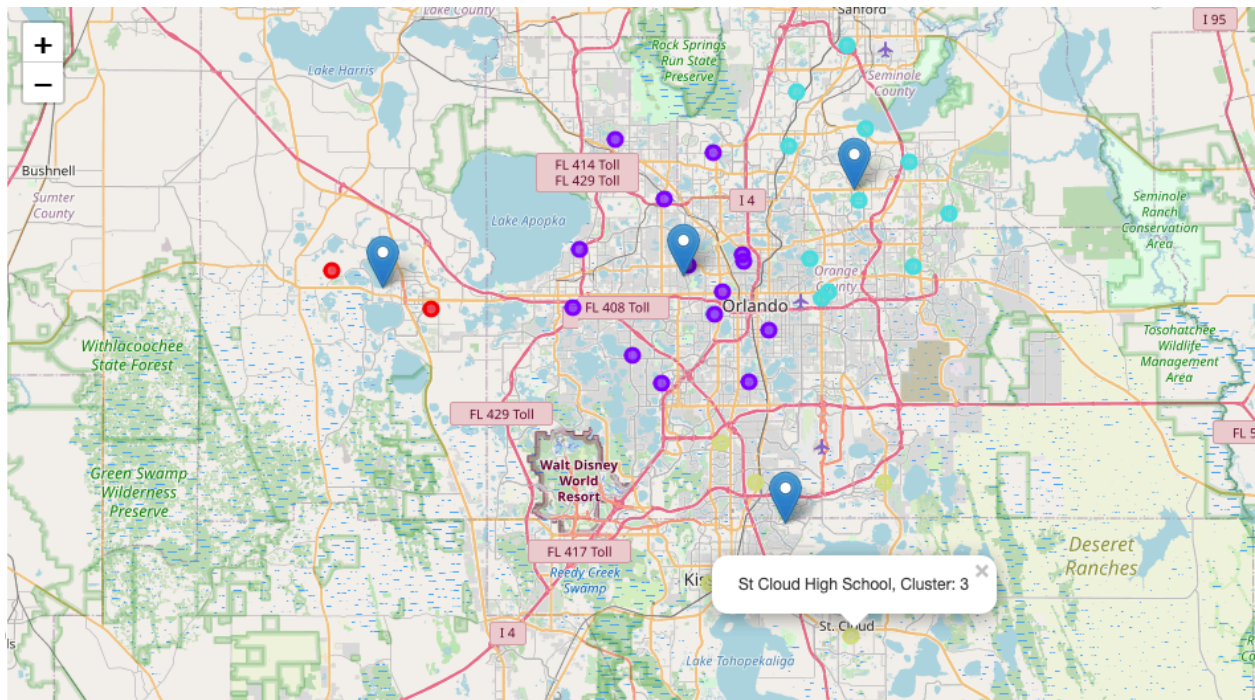 +
−
Lake County
Sanford
I 95
Rock Springs
Run State
Preserve
Lake Harris
Seminole
County
Bushnell
FL 414 Toll
FL 429 Toll
Sumter
County
I 4
Seminole
Ranch
Conservation
Area
Lake Apopka
Orange
County
FL 408 Toll
Orlando
Withlacoochee
State Forest
Tosohatchee
Wildlife
Management
Area
FL 429 Toll
FL 5
Walt Disney
World
Resort
Green Swamp
Wilderness
Preserve
FL 417 Toll
Deseret
Ranches
Reedy Creek
Swamp
Kis
St Cloud High School, Cluster: 3
×
St. Cloud
I 4
ls
Lake Tohopekaliga
Co